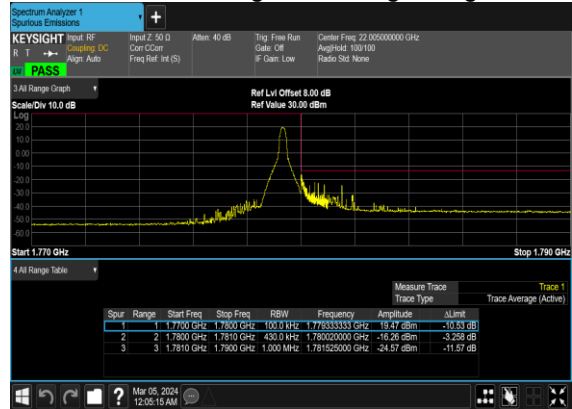 Spectrum Analyzer 1
Spurious Emissions
KEYSIGHT Input: RF Input Z: 50 Ω Atten: 40 dB Trig: Free Run Center Freq: 22.005000000 GHz
R T Coupling: DC Corr CCorr Gate: Off Avg|Hold: 100/100
Align: Auto Freq Ref: Int (S) IF Gain: Low Radio Std: None
PASS
3 All Range Graph Ref Lvl Offset 8.00 dB
Scale/Div 10.0 dB Ref Value 30.00 dBm
Log
20.0
10.0
0.00
-10.0
-20.0
-30.0
-40.0
-50.0
-60.0
Start 1.770 GHz Stop 1.790 GHz
4 All Range Table
Measure Trace Trace 1
Trace Type Trace Average (Active)
Spur Range Start Freq Stop Freq RBW Frequency Amplitude ΔLimit
1 1 1.7700 GHz 1.7800 GHz 100.0 kHz 1.779333333 GHz 19.47 dBm -10.53 dB
2 2 1.7800 GHz 1.7810 GHz 430.0 kHz 1.780020000 GHz -16.26 dBm -3.258 dB
3 3 1.7810 GHz 1.7900 GHz 1.000 MHz 1.781525000 GHz -24.57 dBm -11.57 dB
? Mar 05, 2024
12:05:15 AM